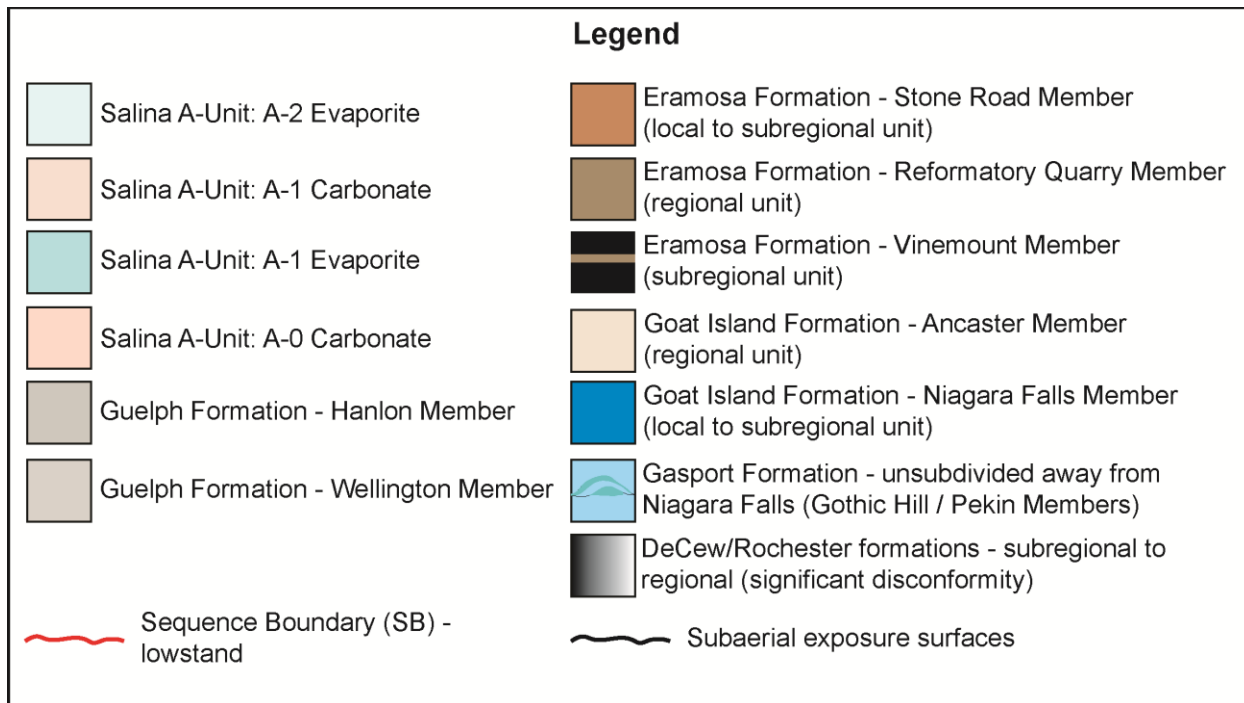 Legend
Salina A-Unit: A-2 Evaporite
Salina A-Unit: A-1 Carbonate
Salina A-Unit: A-1 Evaporite
Salina A-Unit: A-0 Carbonate
Guelph Formation - Hanlon Member
Guelph Formation - Wellington Member
Sequence Boundary (SB) -
lowstand
Eramosa Formation - Stone Road Member
(local to subregional unit)
Eramosa Formation - Reformatory Quarry Member
(regional unit)
Eramosa Formation - Vinemount Member
(subregional unit)
Goat Island Formation - Ancaster Member
(regional unit)
Goat Island Formation - Niagara Falls Member
(local to subregional unit)
Gasport Formation - unsubdivided away from
Niagara Falls (Gothic Hill / Pekin Members)
DeCew/Rochester formations - subregional to
regional (significant disconformity)
Subaerial exposure surfaces